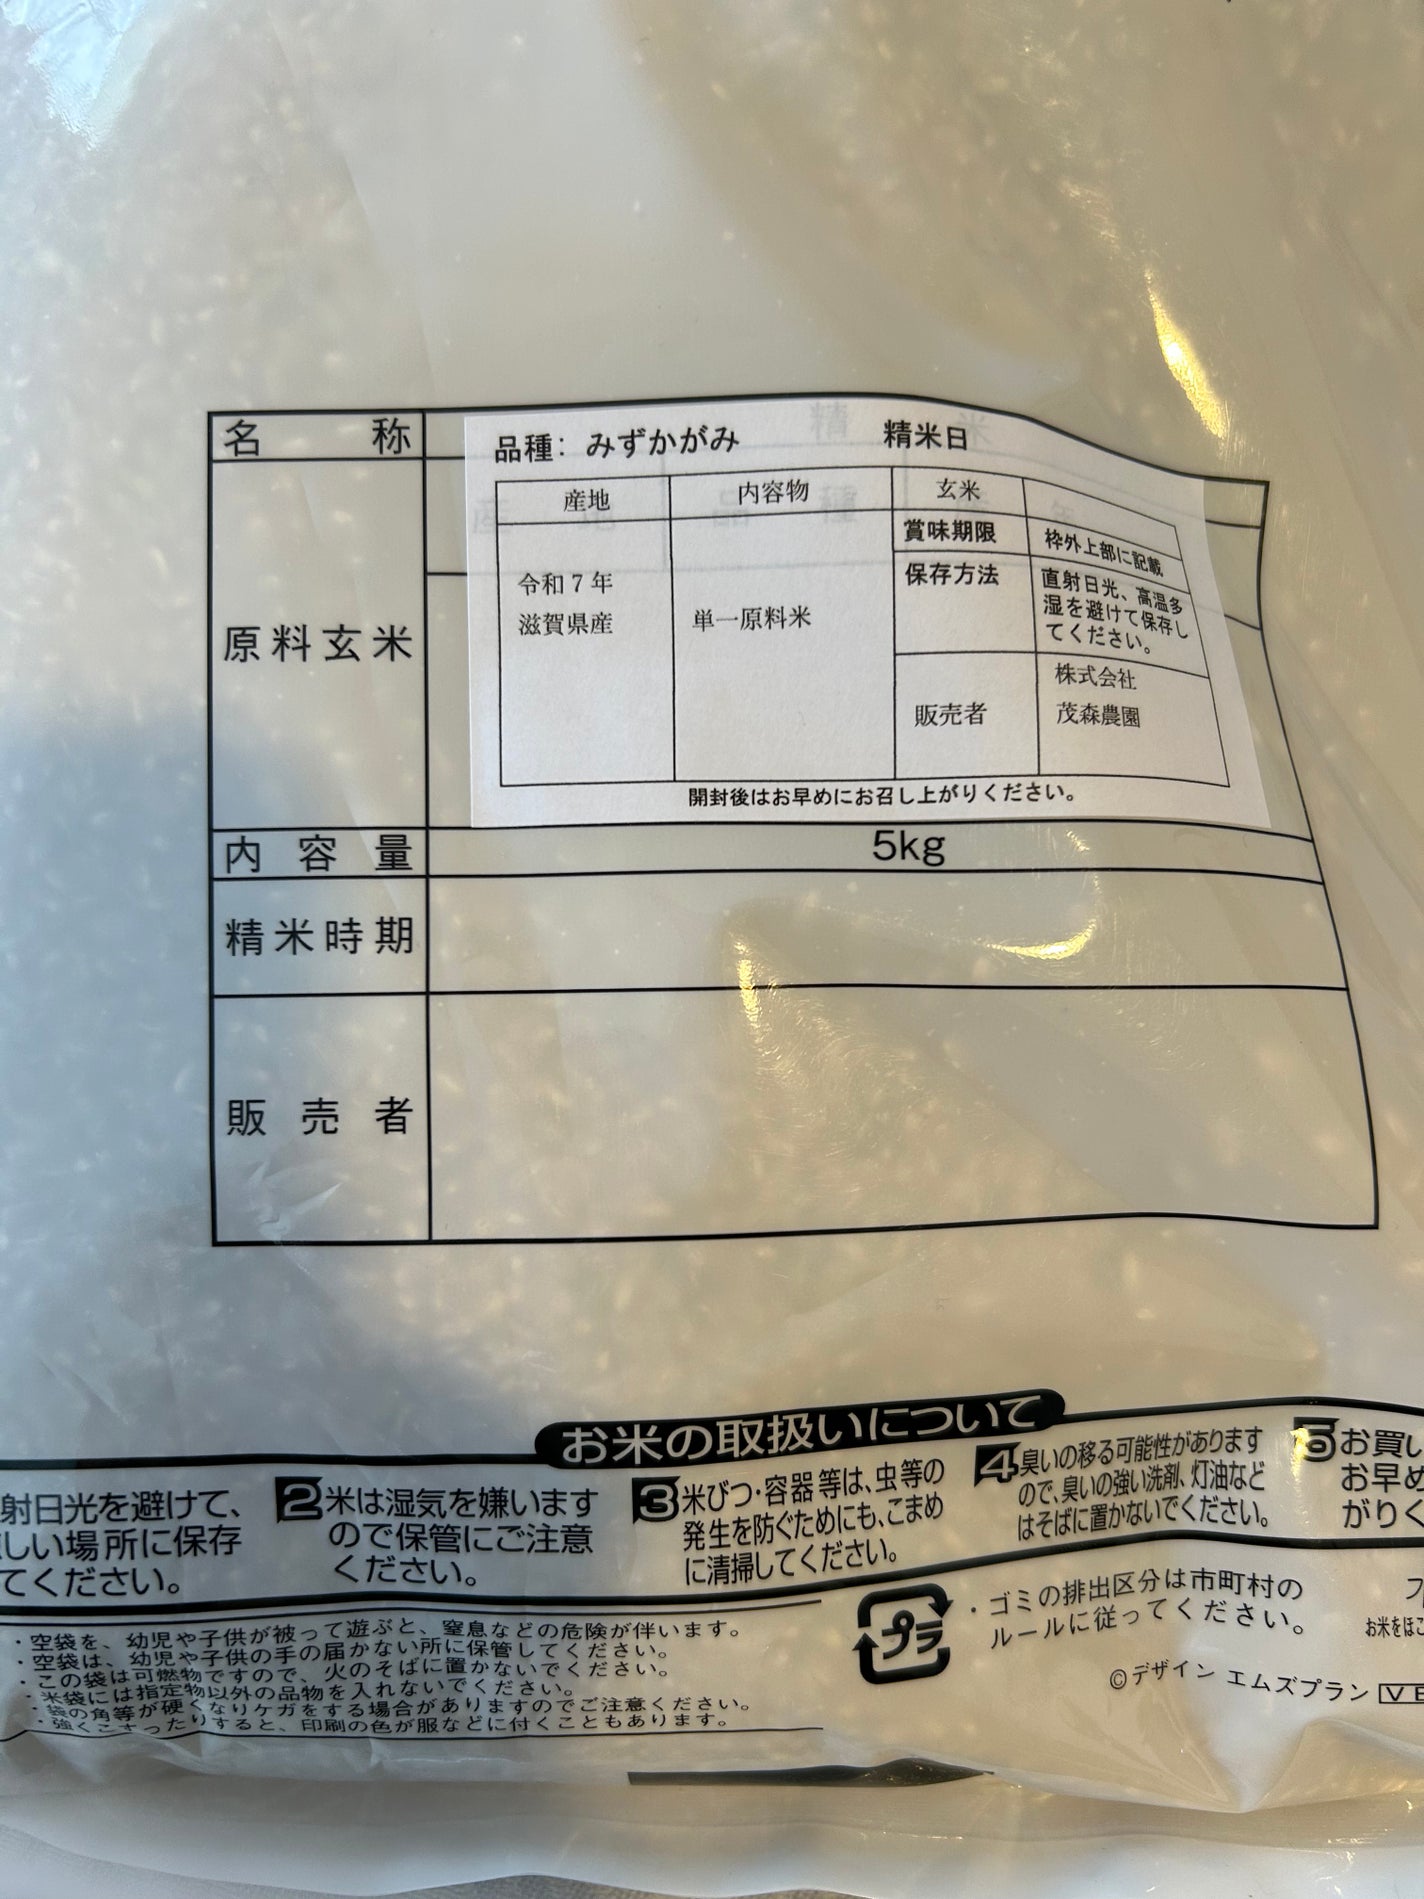 名称
品種：みずかがみ 精米日
産地 内容物 玄米
賞味期限 枠外上部に記載
令和７年
滋賀県産
単一原料米
保存方法
直射日光、高温多
湿を避けて保存し
てください。
販売者
株式会社
茂森農園
開封後はお早めにお召し上がりください。
原料玄米
内容量 5kg
精米時期
販売者
お米の取扱いについて
射日光を避けて、
しい場所に保存
てください。
2 米は湿気を嫌います
ので保管にご注意
ください。
3 米びつ・容器等は、虫等の
発生を防ぐためにも、こまめ
に清掃してください。
4 臭いの移る可能性があります
ので、臭いの強い洗剤、灯油など
はそばに置かないでください。
5 お買い
お早め
がりく
・空袋を、幼児や子供が被って遊ぶと、窒息などの危険が伴います。
・空袋は、幼児や子供の手の届かない所に保管してください。
・この袋は可燃物ですので、火のそばに置かないでください。
・米袋には指定物以外の品物を入れないでください。
・袋の角等が硬くなりケガをする場合がありますのでご注意ください。
・強くこすったりすると、印刷の色が服などに付くこともあります。
プラ
・ゴミの排出区分は市町村の
ルールに従ってください。
お米をほこ
©デザイン エムズプラン